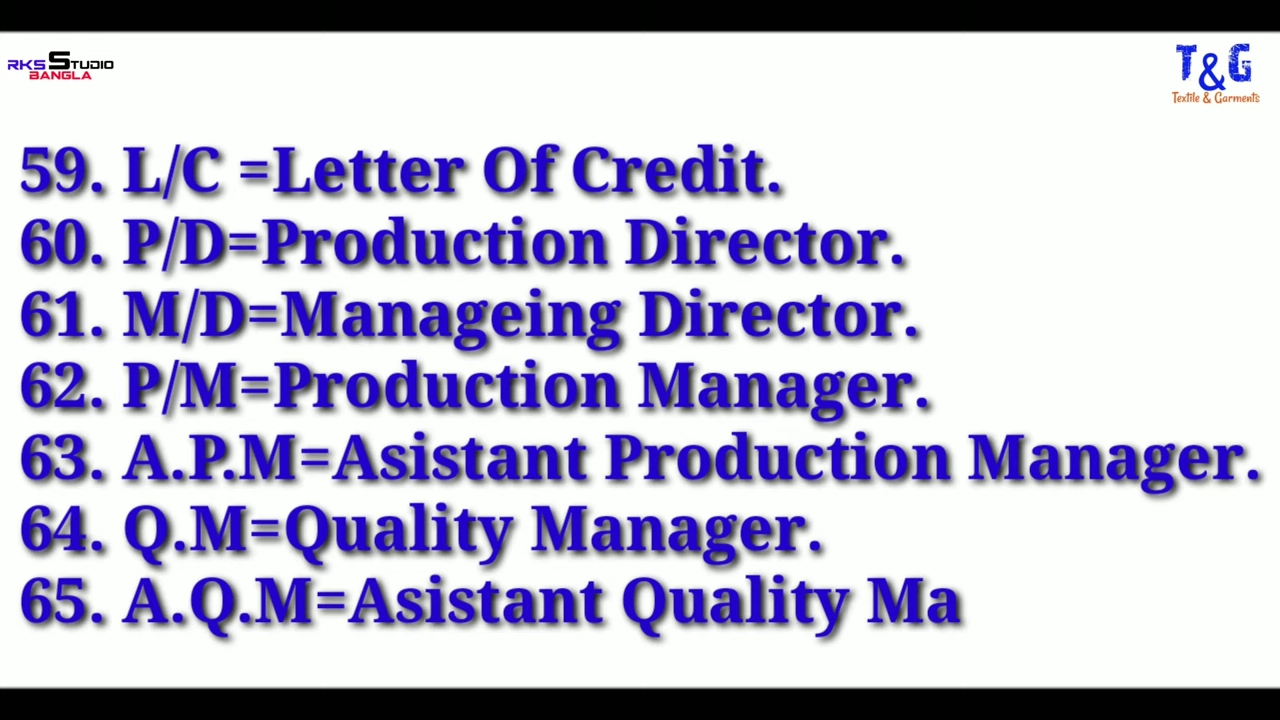 RKS STUDIO
BANGLA
T&G
Textile & Garments
59. L/C =Letter Of Credit.
60. P/D=Production Director.
61. M/D=Manageing Director.
62. P/M=Production Manager.
63. A.P.M=Asistant Production Manager.
64. Q.M=Quality Manager.
65. A.Q.M=Asistant Quality Ma